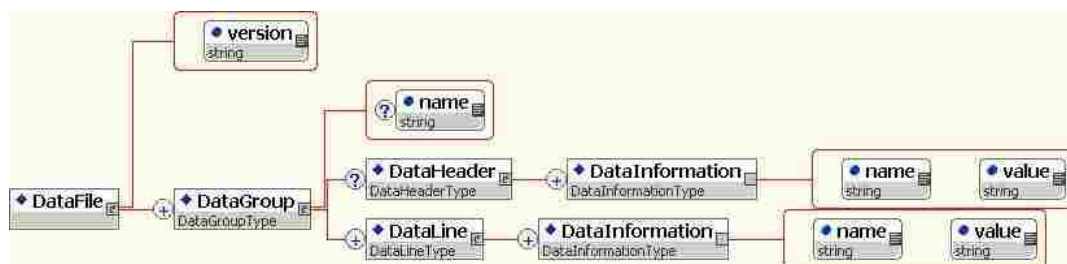 version
string
? name
string
? DataHeader
DataHeaderType
+ DataInformation
DataInformationType
name
string
value
string
DataFile
+ DataGroup
DataGroupType
+ DataLine
DataLineType
+ DataInformation
DataInformationType
name
string
value
string